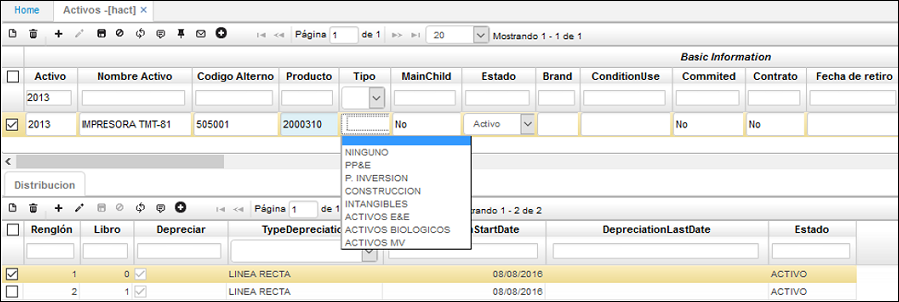 Home Activos -[hact] ×
Página 1 de 1 20 Mostrando 1 - 1 de 1
Basic Information
Activo Nombre Activo Codigo Alterno Producto Tipo MainChild Estado Brand ConditionUse Commited Contrato Fecha de retiro
2013
2013 IMPRESORA TMT-81 505001 2000310 No Activo No No
NINGUNO
PP&E
P. INVERSION
CONSTRUCCION
INTANGIBLES
ACTIVOS E&E
ACTIVOS BIOLOGICOS
ACTIVOS MV
Distribucion
Página 1 de 1 trando 1 - 2 de 2
Renglón Libro Depreciar TypeDepreciatio nStartDate DepreciationLastDate Estado
1 0 LINEA RECTA 08/08/2016 ACTIVO
2 1 LINEA RECTA 08/08/2016 ACTIVO